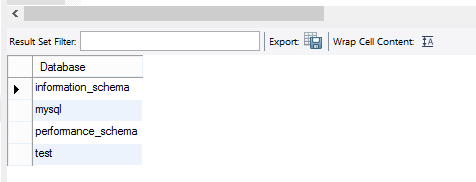 Result Set Filter: Export: Wrap Cell Content:
Database
information_schema
mysql
performance_schema
test